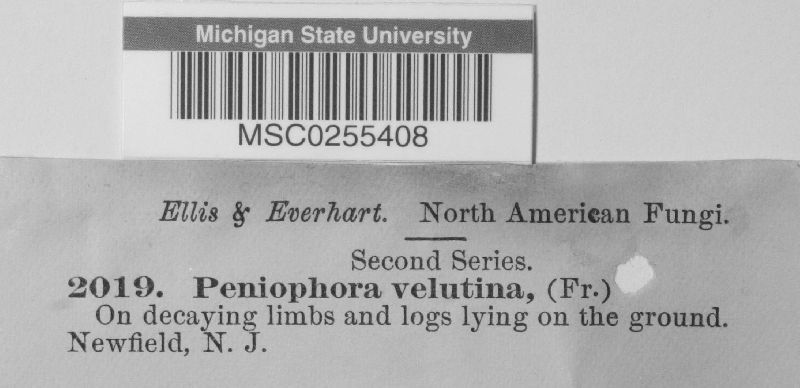 Michigan State University
MSC0255408
Ellis & Everhart. North American Fungi.
Second Series.
2019. Peniophora velutina, (Fr.)
On decaying limbs and logs lying on the ground.
Newfield, N. J.